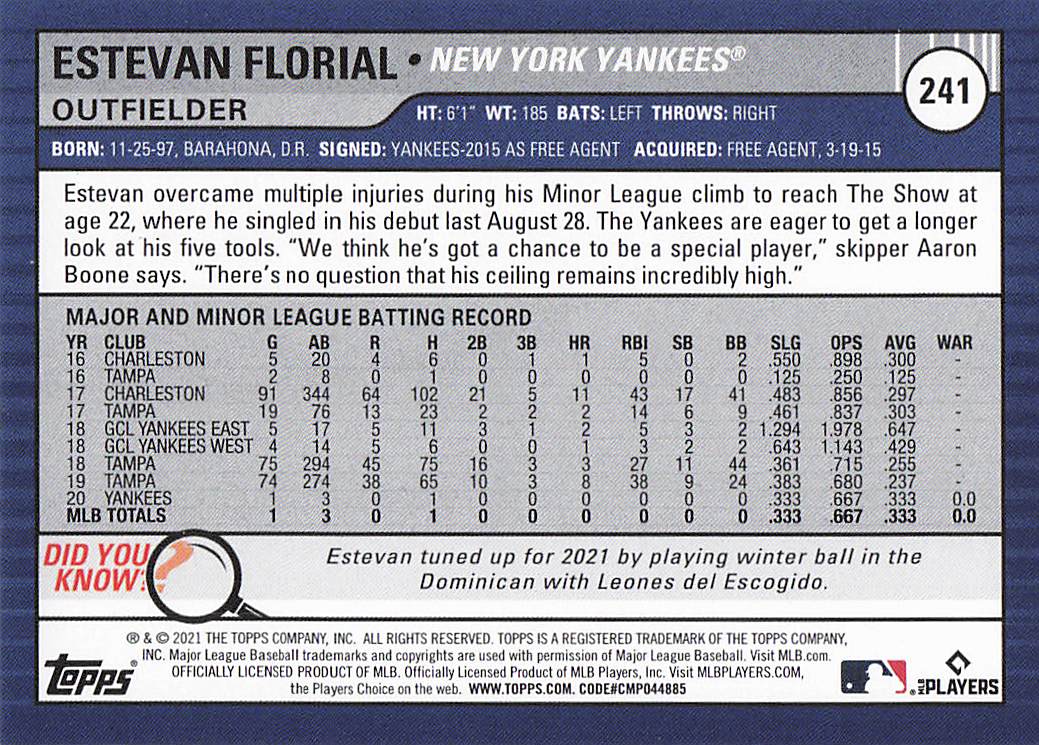 ESTEVAN FLORIAL • NEW YORK YANKEES®
241
OUTFIELDER
HT: 6'1" WT: 185 BATS: LEFT THROWS: RIGHT
BORN: 11-25-97, BARAHONA, D.R. SIGNED: YANKEES-2015 AS FREE AGENT ACQUIRED: FREE AGENT, 3-19-15
Estevan overcame multiple injuries during his Minor League climb to reach The Show at
age 22, where he singled in his debut last August 28. The Yankees are eager to get a longer
look at his five tools. “We think he’s got a chance to be a special player,” skipper Aaron
Boone says. “There’s no question that his ceiling remains incredibly high.”
MAJOR AND MINOR LEAGUE BATTING RECORD
YR CLUB G AB R H 2B 3B HR RBI SB BB SLG OPS AVG WAR
16 CHARLESTON 5 20 4 6 0 1 1 5 0 2 .550 .898 .300 -
16 TAMPA 2 8 0 1 0 0 0 0 0 0 .125 .250 .125 -
17 CHARLESTON 91 344 64 102 21 5 11 43 17 41 .483 .856 .297 -
17 TAMPA 19 76 13 23 2 2 2 14 6 9 .461 .837 .303 -
18 GCL YANKEES EAST 5 17 5 11 3 1 2 5 3 2 1.294 1.978 .647 -
18 GCL YANKEES WEST 4 14 5 6 0 0 1 3 2 2 .643 1.143 .429 -
18 TAMPA 75 294 45 75 16 3 3 27 11 44 .361 .715 .255 -
19 TAMPA 74 274 38 65 10 3 8 38 9 24 .383 .680 .237 -
20 YANKEES 1 3 0 1 0 0 0 0 0 0 .333 .667 .333 0.0
MLB TOTALS 1 3 0 1 0 0 0 0 0 0 .333 .667 .333 0.0
DID YOU
KNOW?
Estevan tuned up for 2021 by playing winter ball in the
Dominican with Leones del Escogido.
® & © 2021 THE TOPPS COMPANY, INC. ALL RIGHTS RESERVED. TOPPS IS A REGISTERED TRADEMARK OF THE TOPPS COMPANY,
INC. Major League Baseball trademarks and copyrights are used with permission of Major League Baseball. Visit MLB.com.
OFFICIALLY LICENSED PRODUCT OF MLB. Officially Licensed Product of MLB Players, Inc. Visit MLBPLAYERS.COM,
the Players Choice on the web. WWW.TOPPS.COM. CODE#CMP044885
Topps®
MLB PLAYERS